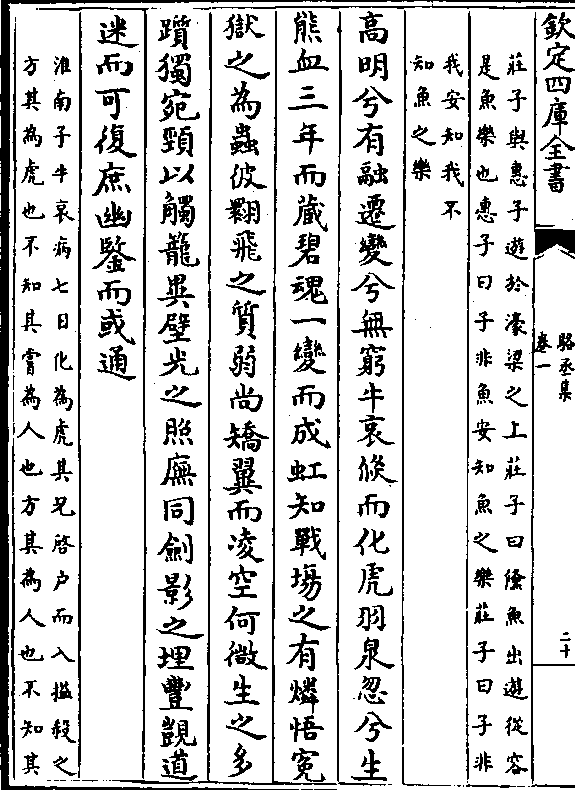 欽定四庫全書
駱丞集
卷一
二十
莊子與惠子遊於濠梁之上莊子曰儵魚出遊從容
是魚樂也惠子曰子非魚安知魚之樂莊子曰子非
我安知我不
知魚之樂
高明兮有融遷變兮無窮牛哀倐而化虎羽泉忽兮生
熊血三年而藏碧魂一變而成虹知戰塲之有燐悟寃
獄之為蟲彼翾飛之質弱尚矯翼而凌空何微生之多
躓獨宛頸以觸籠異壁光之照廡同劍影之埋豐覬道
迷而可復庶幽鑒而或通
淮南子牛哀病七日化為虎其兄啓户而入搤殺之
方其為虎也不知其嘗為人也方其為人也不知其